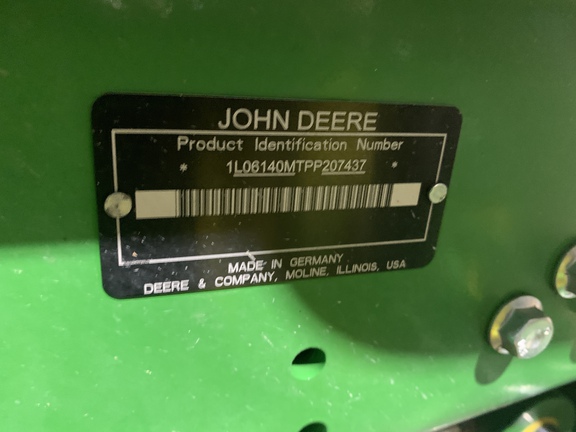 JOHN DEERE
Product Identification Number
* 1L06140MTPP207437 *
MADE IN GERMANY
DEERE & COMPANY, MOLINE, ILLINOIS, USA